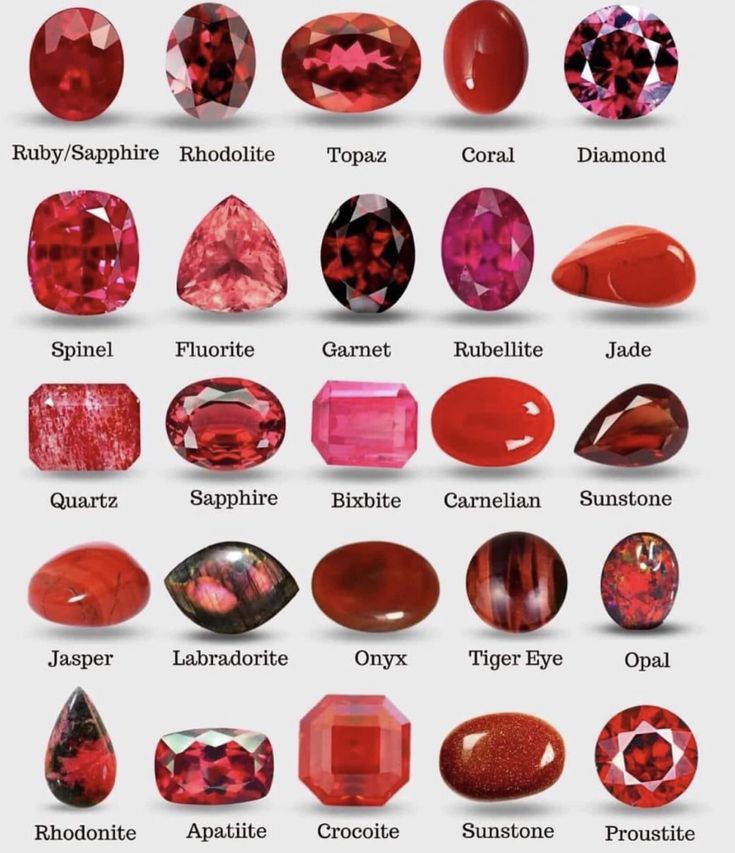 Ruby/Sapphire Rhodolite Topaz Coral Diamond
Spinel Fluorite Garnet Rubellite Jade
Quartz Sapphire Bixbite Carnelian Sunstone
Jasper Labradorite Onyx Tiger Eye Opal
Rhodonite Apatiite Crocoite Sunstone Proustite